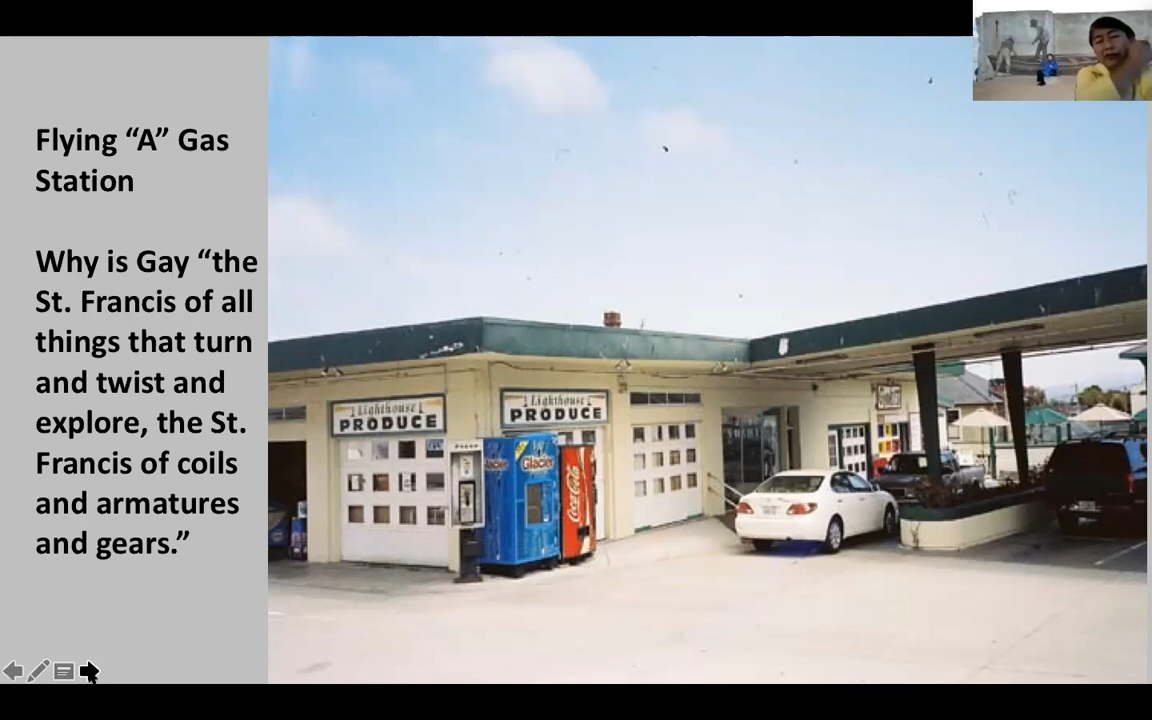 Flying “A” Gas
Station
Why is Gay “the
St. Francis of all
things that turn
and twist and
explore, the St.
Francis of coils
and armatures
and gears.”
Lighthouse
PRODUCE
Lighthouse
PRODUCE
Glacier
Coca-Cola